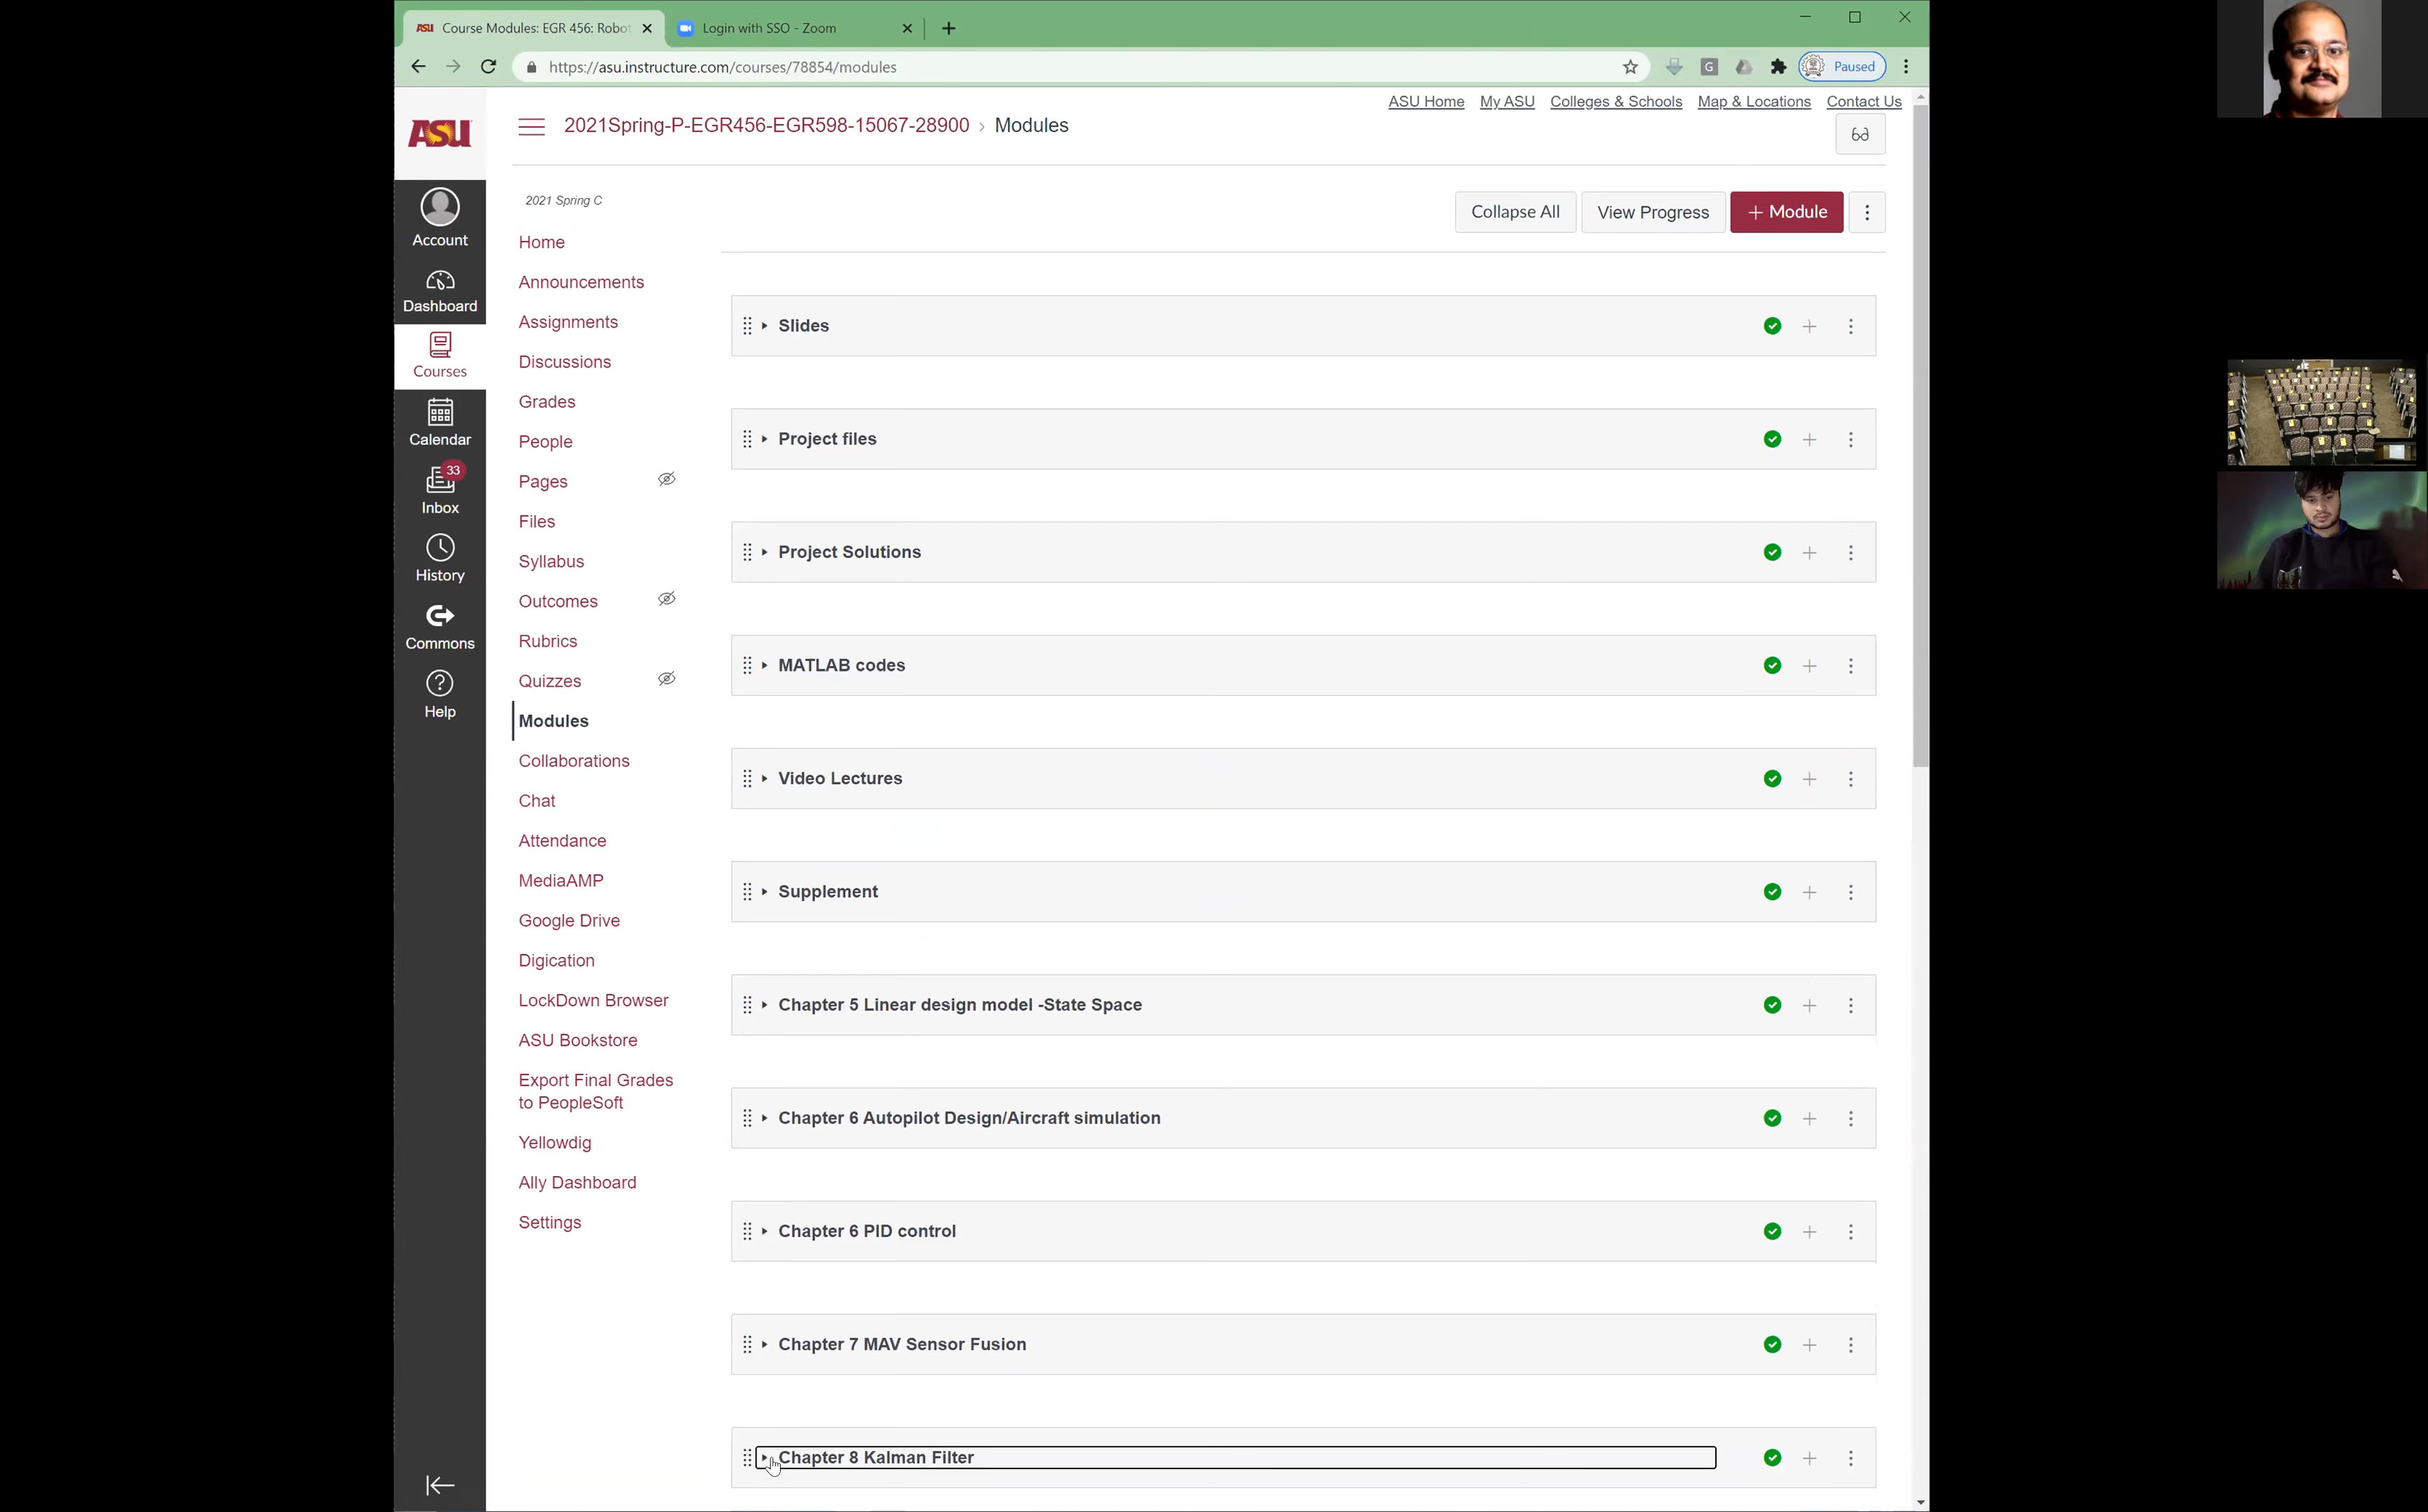 Course Modules: EGR 456: Robot
Login with SSO - Zoom
https://asu.instructure.com/courses/78854/modules
G
Paused
ASU Home My ASU Colleges & Schools Map & Locations Contact Us
ASU
2021Spring-P-EGR456-EGR598-15067-28900 › Modules
Account
Dashboard
Courses
Calendar
33
Inbox
History
Commons
Help
2021 Spring C
Home
Announcements
Assignments
Discussions
Grades
People
Pages
Files
Syllabus
Outcomes
Rubrics
Quizzes
Modules
Collaborations
Chat
Attendance
MediaAMP
Google Drive
Digication
LockDown Browser
ASU Bookstore
Export Final Grades
to PeopleSoft
Yellowdig
Ally Dashboard
Settings
Collapse All View Progress + Module
Slides
Project files
Project Solutions
MATLAB codes
Video Lectures
Supplement
Chapter 5 Linear design model -State Space
Chapter 6 Autopilot Design/Aircraft simulation
Chapter 6 PID control
Chapter 7 MAV Sensor Fusion
Chapter 8 Kalman Filter